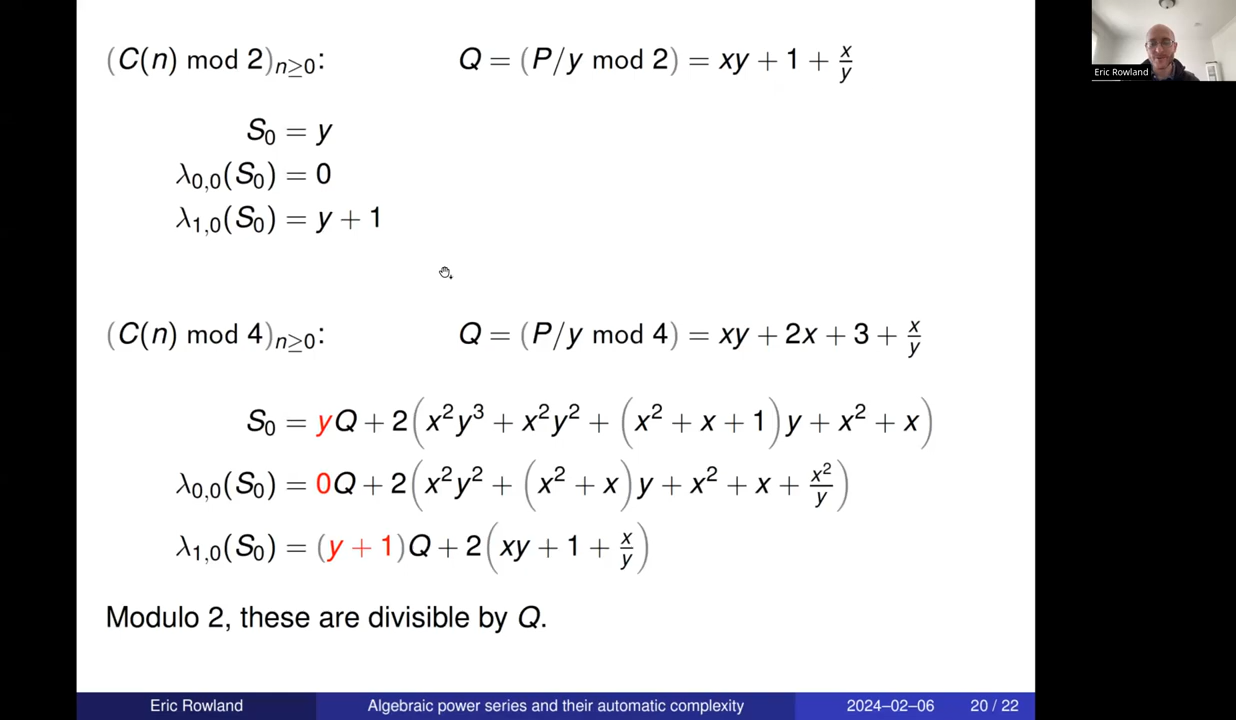 (C(n) mod 2)_{n≥0}: Q = (P/y mod 2) = xy + 1 + x/y
S_0 = y
λ_{0,0}(S_0) = 0
λ_{1,0}(S_0) = y + 1
(C(n) mod 4)_{n≥0}: Q = (P/y mod 4) = xy + 2x + 3 + x/y
S_0 = yQ + 2(x^2y^3 + x^2y^2 + (x^2 + x + 1)y + x^2 + x)
λ_{0,0}(S_0) = 0Q + 2(x^2y^2 + (x^2 + x)y + x^2 + x + x^2/y)
λ_{1,0}(S_0) = (y + 1)Q + 2(xy + 1 + x/y)
Modulo 2, these are divisible by Q.
Eric Rowland Algebraic power series and their automatic complexity 2024–02–06 20 / 22
Eric Rowland